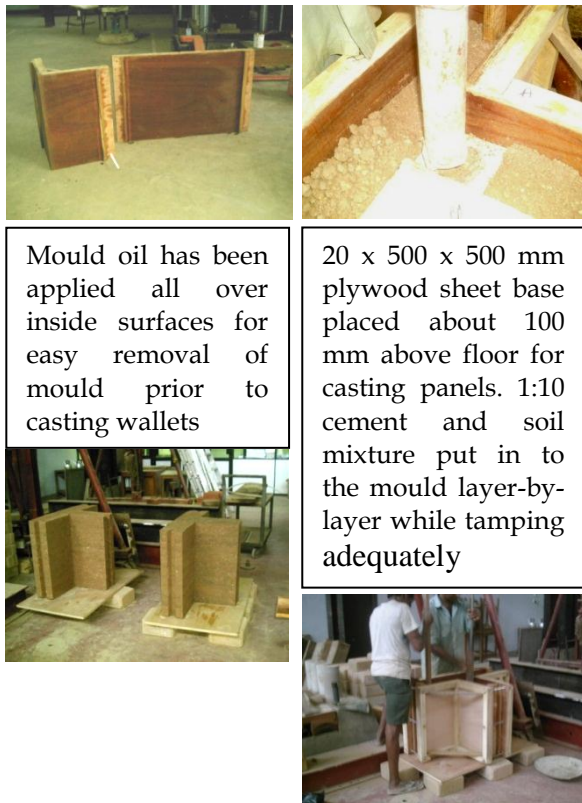 Mould oil has been
applied all over
inside surfaces for
easy removal of
mould prior to
casting wallets
20 x 500 x 500 mm
plywood sheet base
placed about 100
mm above floor for
casting panels. 1:10
cement and soil
mixture put in to
the mould layer-by-
layer while tamping
adequately